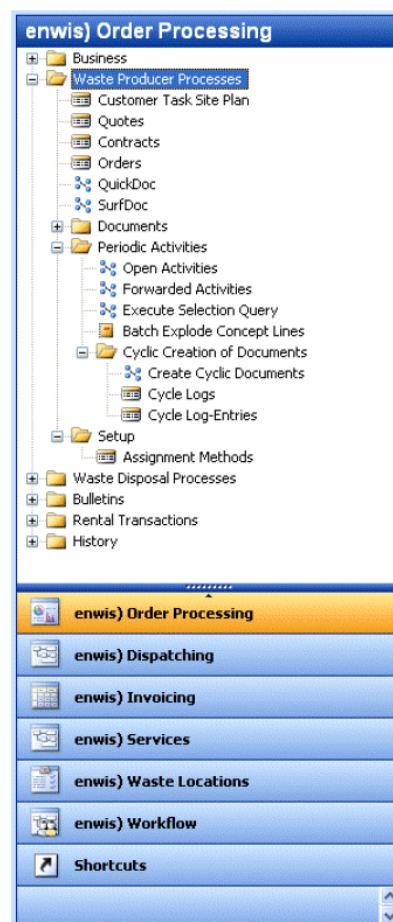 enwis) Order Processing
Business
Waste Producer Processes
Customer Task Site Plan
Quotes
Contracts
Orders
QuickDoc
SurfDoc
Documents
Periodic Activities
Open Activities
Forwarded Activities
Execute Selection Query
Batch Explode Concept Lines
Cyclic Creation of Documents
Create Cyclic Documents
Cycle Logs
Cycle Log-Entries
Setup
Assignment Methods
Waste Disposal Processes
Bulletins
Rental Transactions
History
enwis) Order Processing
enwis) Dispatching
enwis) Invoicing
enwis) Services
enwis) Waste Locations
enwis) Workflow
Shortcuts